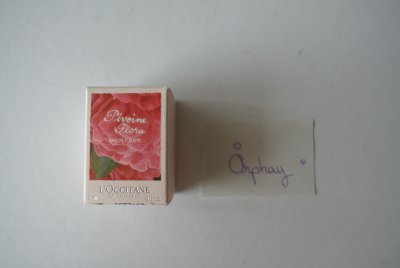 Pivoine
Flora
EAU DE TOILETTE
L'OCCITANE
Orphay